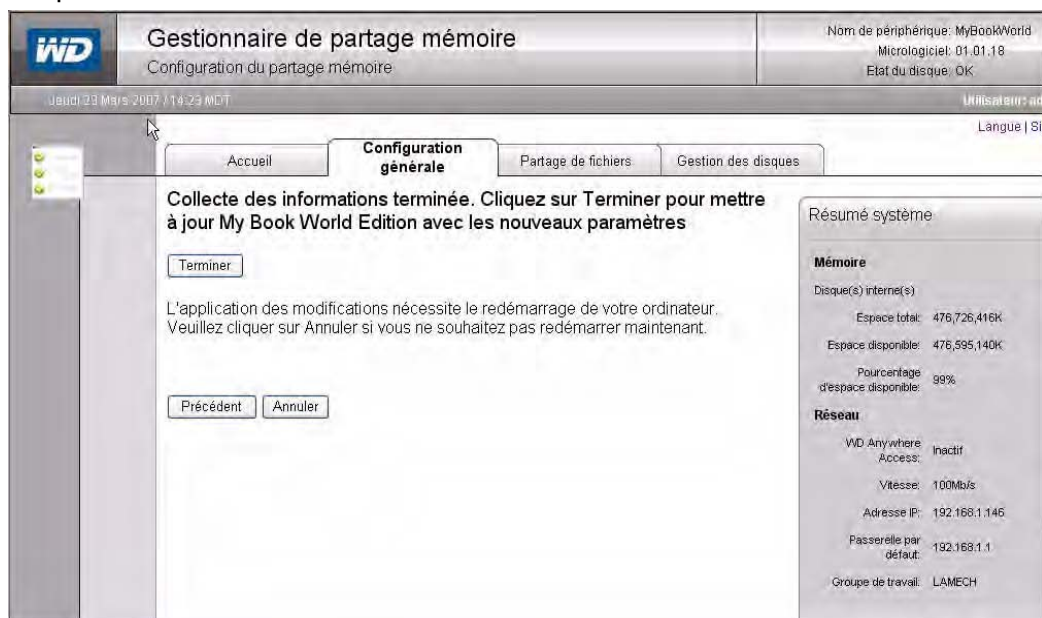 WD
Gestionnaire de partage mémoire
Configuration du partage mémoire
Nom de périphérique: MyBookWorld
Micrologiciel: 01.01.18
Etat du disque: OK
Jeudi 29 Mars 2007 / 14:23 MDT
Utilisateur: ad
Langue | Si
Accueil
Configuration générale
Partage de fichiers
Gestion des disques
Collecte des informations terminée. Cliquez sur Terminer pour mettre
à jour My Book World Edition avec les nouveaux paramètres
Terminer
L'application des modifications nécessite le redémarrage de votre ordinateur.
Veuillez cliquer sur Annuler si vous ne souhaitez pas redémarrer maintenant.
Précédent
Annuler
Résumé système
Mémoire
Disque(s) interne(s)
Espace total: 476,726,416K
Espace disponible: 476,595,140K
Pourcentage d'espace disponible: 99%
Réseau
WD Anywhere Access: Inactif
Vitesse: 100Mb/s
Adresse IP: 192.168.1.146
Passerelle par défaut: 192.168.1.1
Groupe de travail: LAMECH